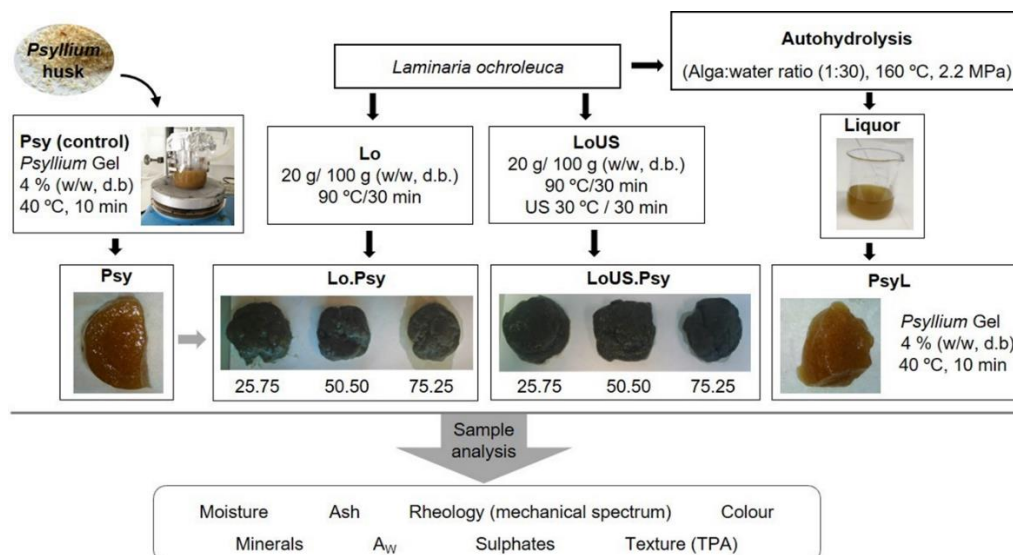 Psyllium
husk
Psy (control)
Psyllium Gel
4 % (w/w, d.b)
40 ºC, 10 min
Laminaria ochroleuca
Autohydrolysis
(Alga:water ratio (1:30), 160 ºC, 2.2 MPa)
Lo
20 g/ 100 g (w/w, d.b.)
90 ºC/30 min
LoUS
20 g/ 100 g (w/w, d.b.)
90 ºC/30 min
US 30 ºC / 30 min
Liquor
Psy
Lo.Psy
25.75 50.50 75.25
LoUS.Psy
25.75 50.50 75.25
PsyL
Psyllium Gel
4 % (w/w, d.b)
40 ºC, 10 min
Sample
analysis
Moisture Ash Rheology (mechanical spectrum) Colour
Minerals AW Sulphates Texture (TPA)